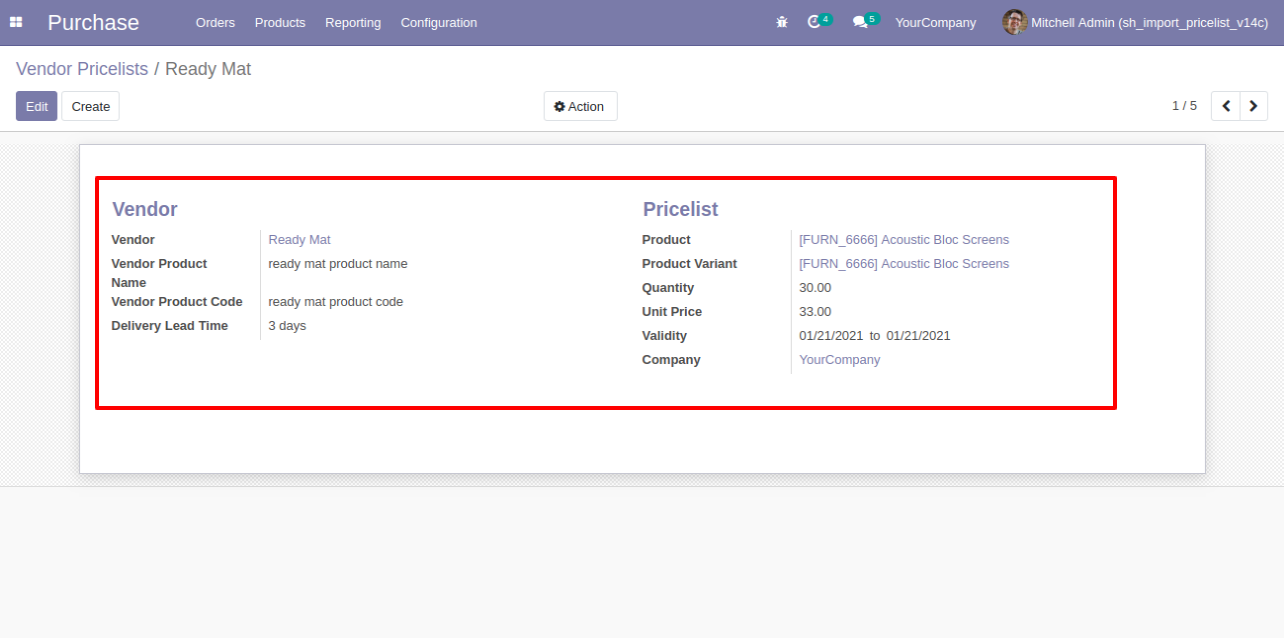 Purchase Orders Products Reporting Configuration 4 5 YourCompany Mitchell Admin (sh_import_pricelist_v14c)
Vendor Pricelists / Ready Mat
Edit Create Action 1 / 5
Vendor
Vendor Ready Mat
Vendor Product ready mat product name
Name
Vendor Product Code ready mat product code
Delivery Lead Time 3 days
Pricelist
Product [FURN_6666] Acoustic Bloc Screens
Product Variant [FURN_6666] Acoustic Bloc Screens
Quantity 30.00
Unit Price 33.00
Validity 01/21/2021 to 01/21/2021
Company YourCompany